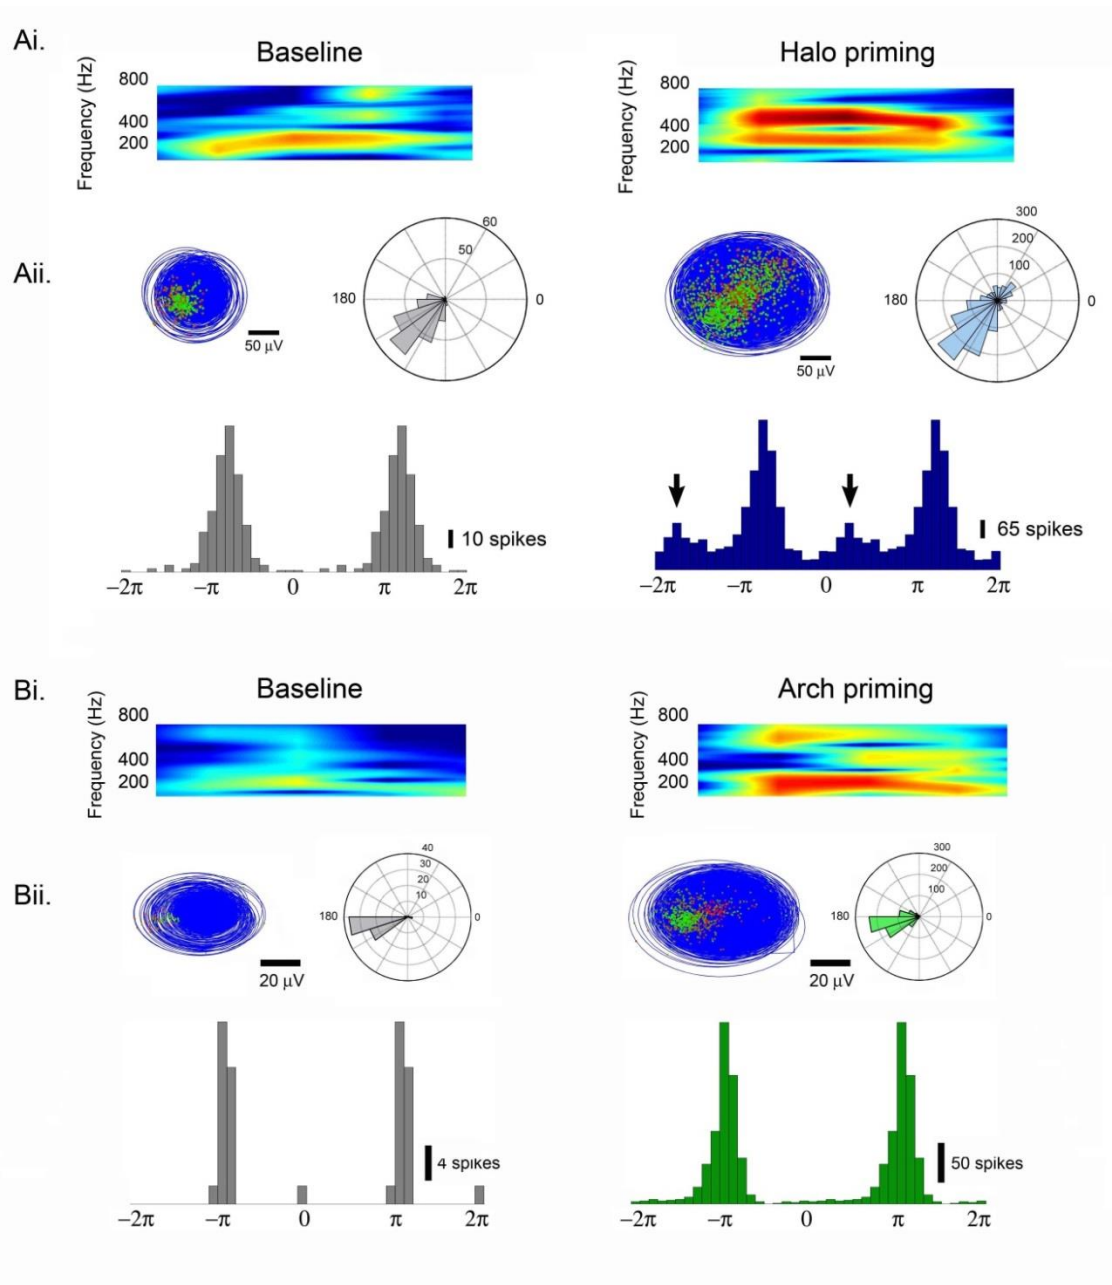 Ai.
Baseline
Halo priming
Frequency (Hz)
800
400
200
Frequency (Hz)
800
400
200
Aii.
50 µV
60
50
180
0
50 µV
300
200
100
180
0
10 spikes
−2π −π 0 π 2π
65 spikes
−2π −π 0 π 2π
Bi.
Baseline
Arch priming
Frequency (Hz)
800
400
200
Frequency (Hz)
800
400
200
Bii.
20 µV
40
30
20
10
180
0
20 µV
300
200
100
180
0
4 spikes
−2π −π 0 π 2π
50 spikes
−2π −π 0 π 2π